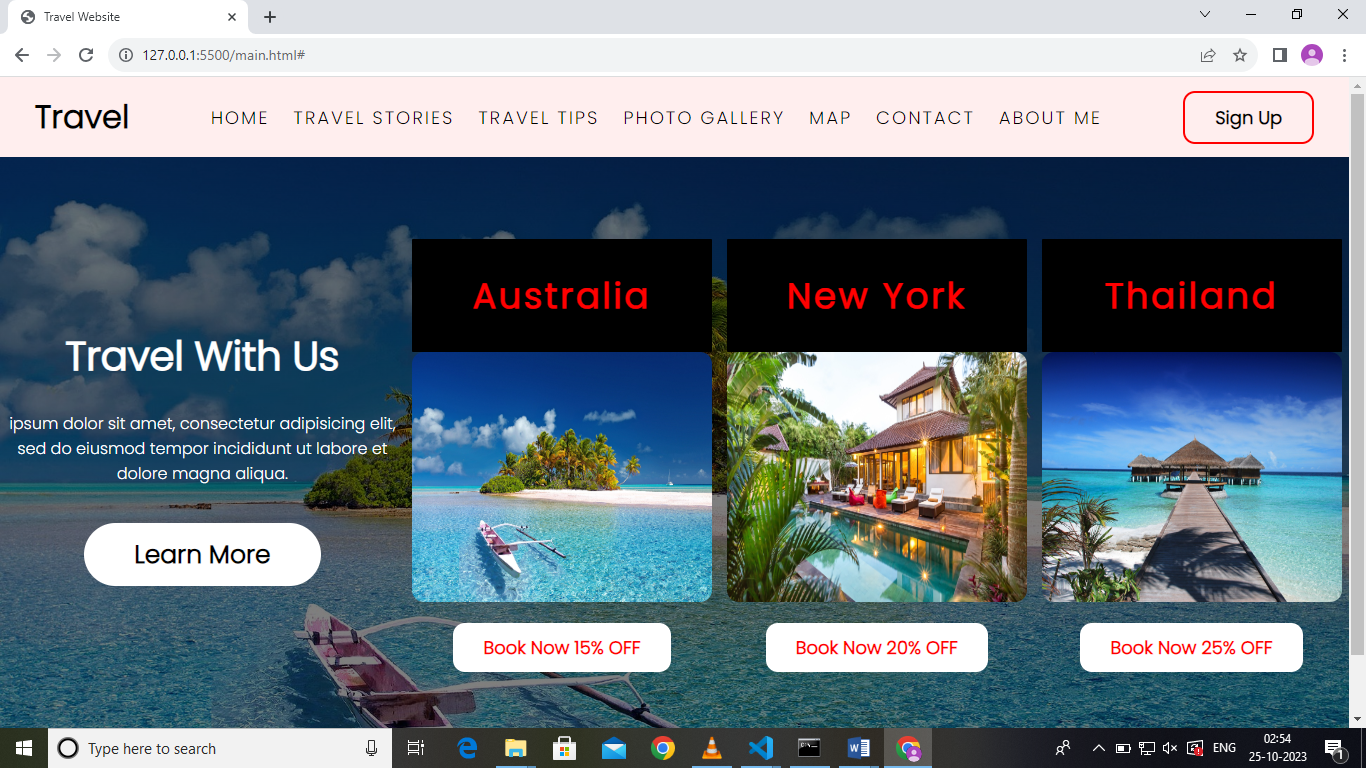 Travel Website
127.0.0.1:5500/main.html#
Travel
HOME
TRAVEL STORIES
TRAVEL TIPS
PHOTO GALLERY
MAP
CONTACT
ABOUT ME
Sign Up
Travel With Us
ipsum dolor sit amet, consectetur adipisicing elit,
sed do eiusmod tempor incididunt ut labore et
dolore magna aliqua.
Learn More
Australia
New York
Thailand
Book Now 15% OFF
Book Now 20% OFF
Book Now 25% OFF
Type here to search
ENG
02:54
25-10-2023
1